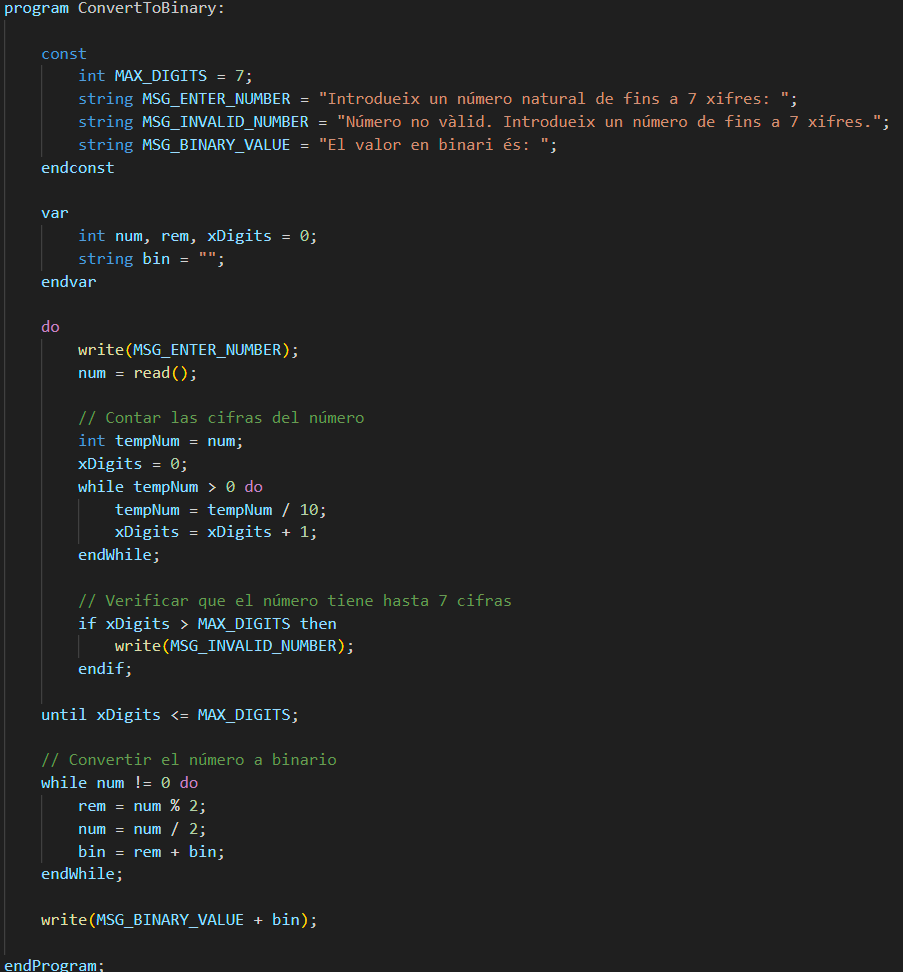 program ConvertToBinary:
const
int MAX_DIGITS = 7;
string MSG_ENTER_NUMBER = "Introdueix un número natural de fins a 7 xifres: ";
string MSG_INVALID_NUMBER = "Número no vàlid. Introdueix un número de fins a 7 xifres.";
string MSG_BINARY_VALUE = "El valor en binari és: ";
endconst
var
int num, rem, xDigits = 0;
string bin = "";
endvar
do
write(MSG_ENTER_NUMBER);
num = read();
// Contar las cifras del número
int tempNum = num;
xDigits = 0;
while tempNum > 0 do
tempNum = tempNum / 10;
xDigits = xDigits + 1;
endWhile;
// Verificar que el número tiene hasta 7 cifras
if xDigits > MAX_DIGITS then
write(MSG_INVALID_NUMBER);
endif;
until xDigits <= MAX_DIGITS;
// Convertir el número a binario
while num != 0 do
rem = num % 2;
num = num / 2;
bin = rem + bin;
endWhile;
write(MSG_BINARY_VALUE + bin);
endProgram;